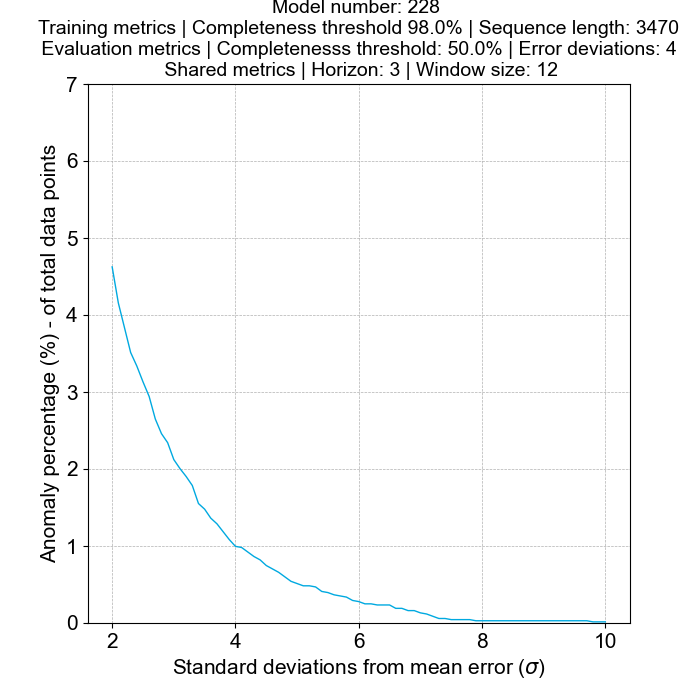 Model number: 228
Training metrics | Completeness threshold 98.0% | Sequence length: 3470
Evaluation metrics | Completenesss threshold: 50.0% | Error deviations: 4
Shared metrics | Horizon: 3 | Window size: 12
7
6
5
4
3
2
1
0
Anomaly percentage (%) - of total data points
2 4 6 8 10
Standard deviations from mean error (σ)